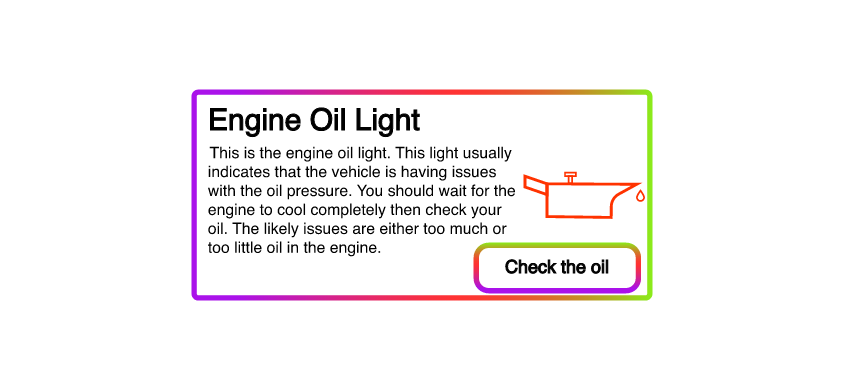 Engine Oil Light
This is the engine oil light. This light usually
indicates that the vehicle is having issues
with the oil pressure. You should wait for the
engine to cool completely then check your
oil. The likely issues are either too much or
too little oil in the engine.
Check the oil